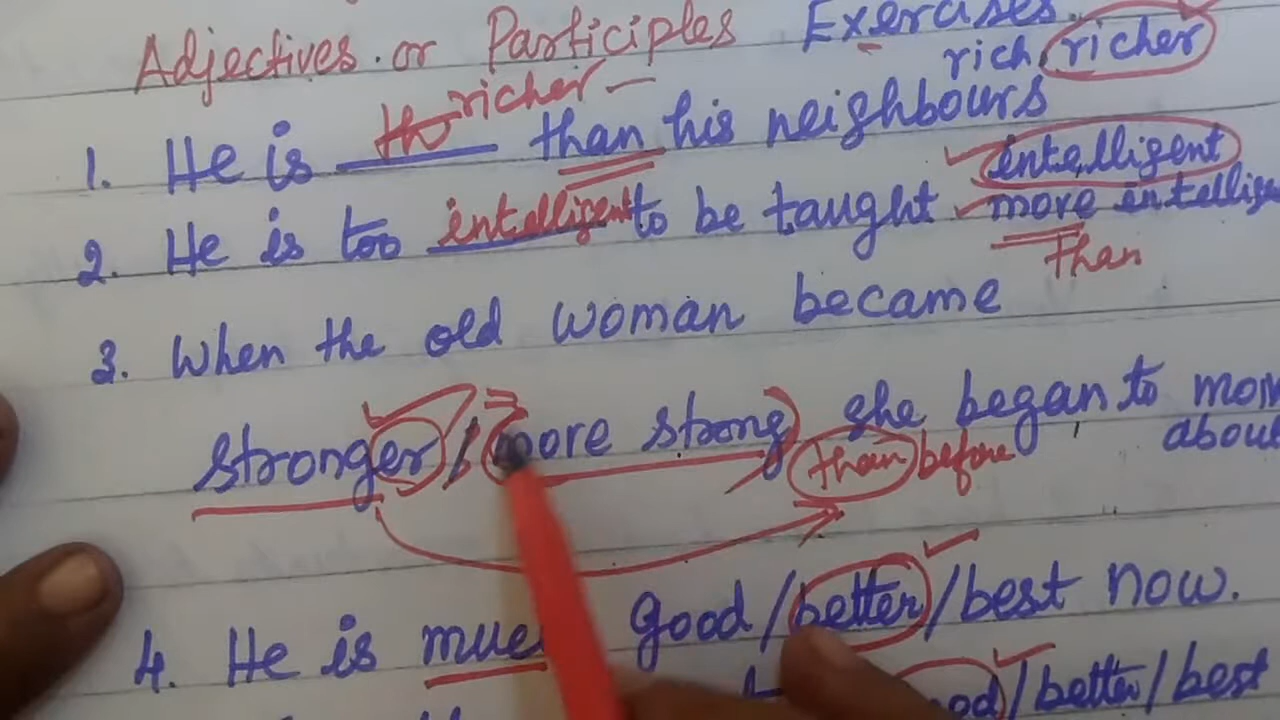 Adjectives. or Participles Exercises.
rich, richer
richer
1. He is than his neighbours
intelligent
2. He is too intelligent to be taught more
than
3. When the old woman became
stronger / more strong she began to
than before about
4. He is good / better / best now.
/ better / best